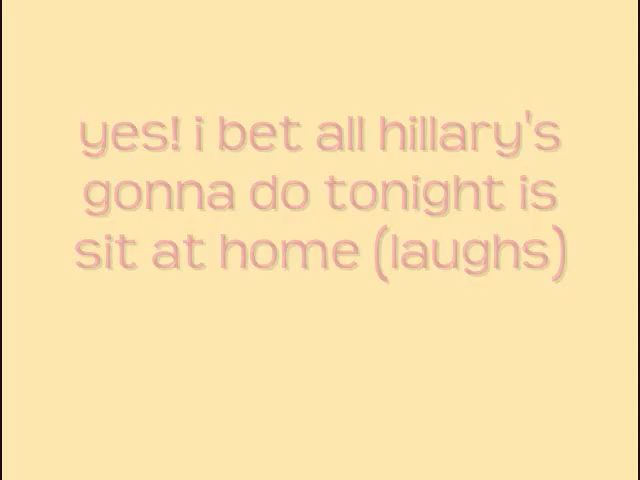 yes! i bet all hillary's
gonna do tonight is
sit at home (laughs)